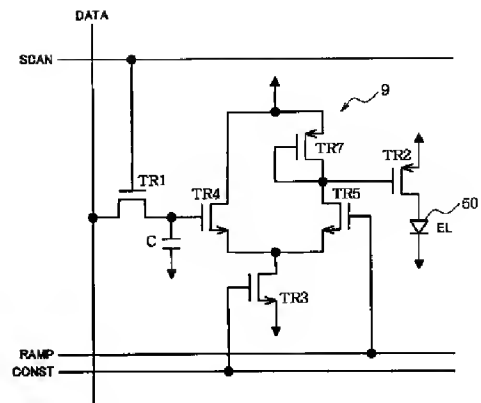 DATA
SCAN
9
TR7
TR2
TR1
TR4
TR5
50
EL
C
TR3
RAMP
CONST